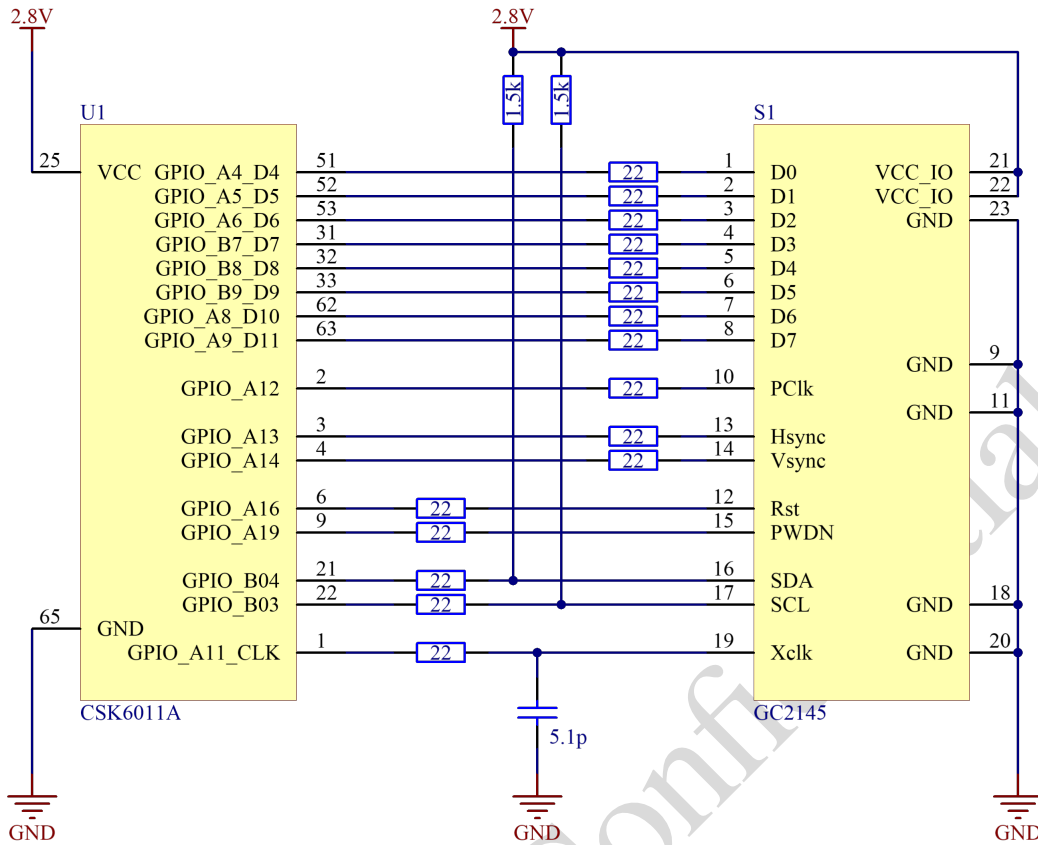 2.8V 2.8V
1.5k 1.5k
U1 S1
25 VCC GPIO_A4_D4 51 22 1 D0 VCC_IO 21
GPIO_A5_D5 52 22 2 D1 VCC_IO 22
GPIO_A6_D6 53 22 3 D2 GND 23
GPIO_B7_D7 31 22 4 D3
GPIO_B8_D8 32 22 5 D4
GPIO_B9_D9 33 22 6 D5
GPIO_A8_D10 62 22 7 D6
GPIO_A9_D11 63 22 8 D7
GND 9
GPIO_A12 2 22 10 PClk
GND 11
GPIO_A13 3 22 13 Hsync
GPIO_A14 4 22 14 Vsync
GPIO_A16 6 22 12 Rst
GPIO_A19 9 22 15 PWDN
GPIO_B04 21 22 16 SDA
GPIO_B03 22 22 17 SCL GND 18
65 GND
GPIO_A11_CLK 1 22 19 Xclk GND 20
CSK6011A GC2145
5.1p
GND GND GND